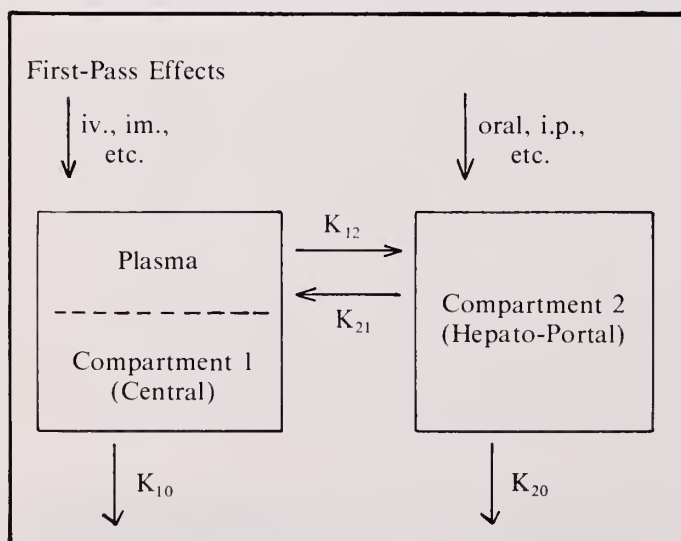 First-Pass Effects
iv., im.,
etc.
oral, i.p.,
etc.
K₁₂
K₂₁
Plasma
Compartment 1
(Central)
Compartment 2
(Hepato-Portal)
K₁₀
K₂₀